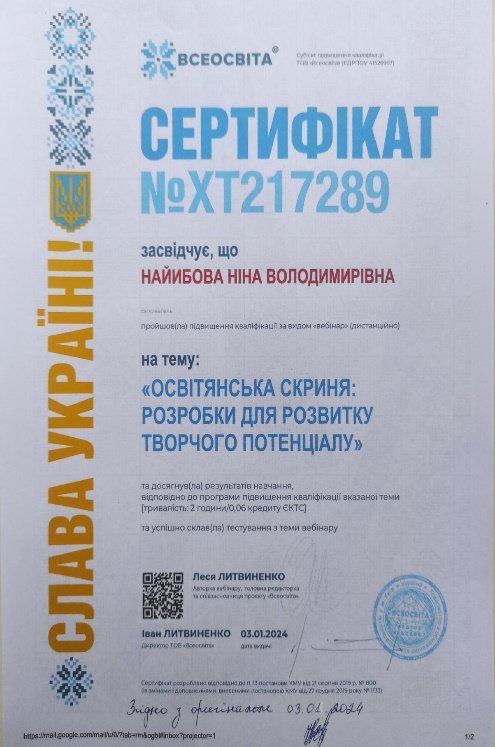 ВСЕОСВІТА®
Суб'єкт підвищення кваліфікації
ТОВ «Всеосвіта» (ЄДРПОУ 41526967)
СЕРТИФІКАТ
№XT217289
СЛАВА УКРАЇНІ!
засвідчує, що
НАЙИБОВА НІНА ВОЛОДИМИРІВНА
Вихователь
пройшов(ла) підвищення кваліфікації за видом «вебінар» (дистанційно)
на тему:
«ОСВІТЯНСЬКА СКРИНЯ:
РОЗРОБКИ ДЛЯ РОЗВИТКУ
ТВОРЧОГО ПОТЕНЦІАЛУ»
та досягнув(ла) результатів навчання,
відповідно до програми підвищення кваліфікації вказаної теми
[тривалість: 2 години/0,06 кредиту ЄКТС]
та успішно склав(ла) тестування з теми вебінару
Леся ЛИТВИНЕНКО
Авторка вебінару, головна редакторка
та співзасновниця проєкту «Всеосвіта».
Іван ЛИТВИНЕНКО 03.01.2024
Директор ТОВ «Всеосвіта» дата видачі
ВСЕОСВІТА
Сертифікат розроблено відповідно до п. 13 постанови КМУ від 21 серпня 2019 р. № 800
(зі змінами і доповненнями, внесеними постановою КМУ від 27 грудня 2019 року № 1133)
Згідно з оригіналом 03.01.2024
https://mail.google.com/mail/u/0/?tab=rm&ogbl#inbox?projector=1 1/2